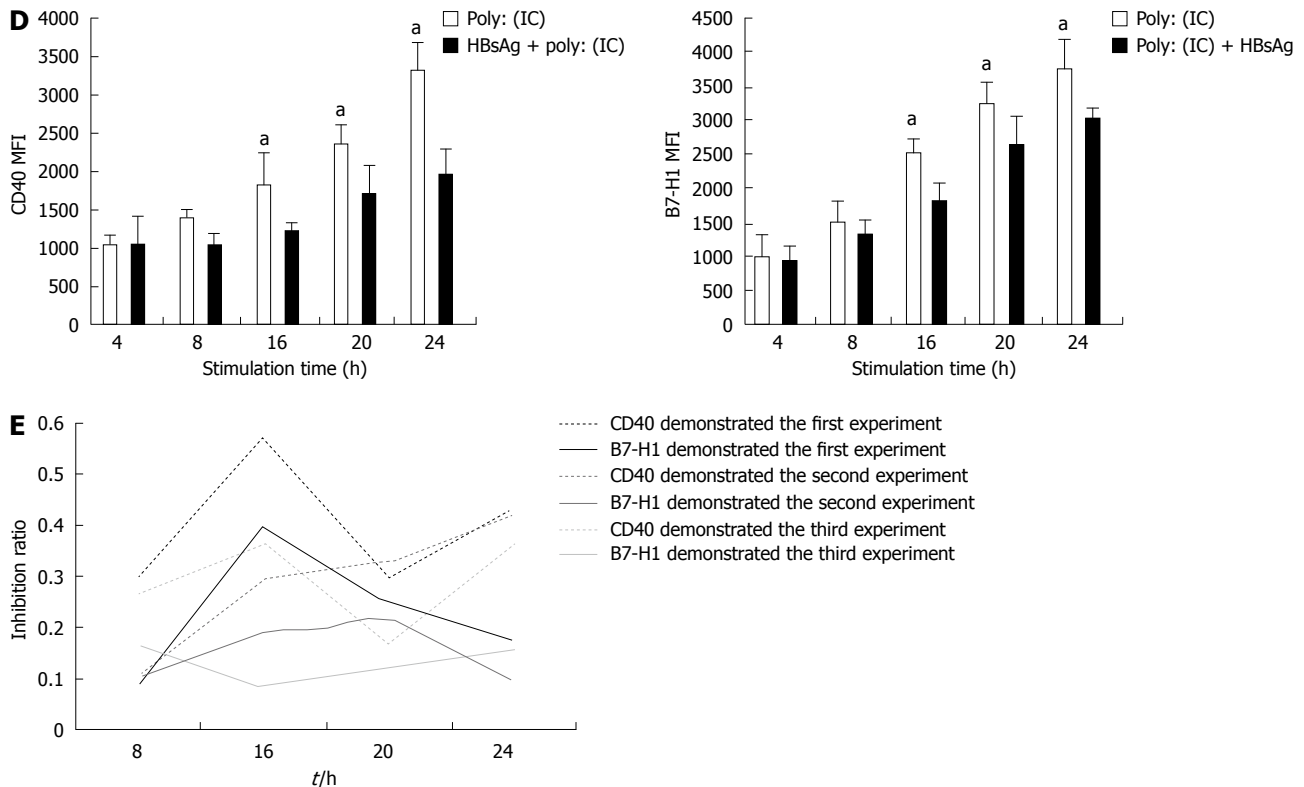 D
4000
3500
3000
2500
2000
1500
1000
500
0
CD40 MFI
a
a
a
4 8 16 20 24
Stimulation time (h)
Poly: (IC)
HBsAg + poly: (IC)
4500
4000
3500
3000
2500
2000
1500
1000
500
0
B7-H1 MFI
a
a
a
4 8 16 20 24
Stimulation time (h)
Poly: (IC)
Poly: (IC) + HBsAg
E
0.6
0.5
0.4
0.3
0.2
0.1
0
Inhibition ratio
8 16 20 24
t/h
CD40 demonstrated the first experiment
B7-H1 demonstrated the first experiment
CD40 demonstrated the second experiment
B7-H1 demonstrated the second experiment
CD40 demonstrated the third experiment
B7-H1 demonstrated the third experiment